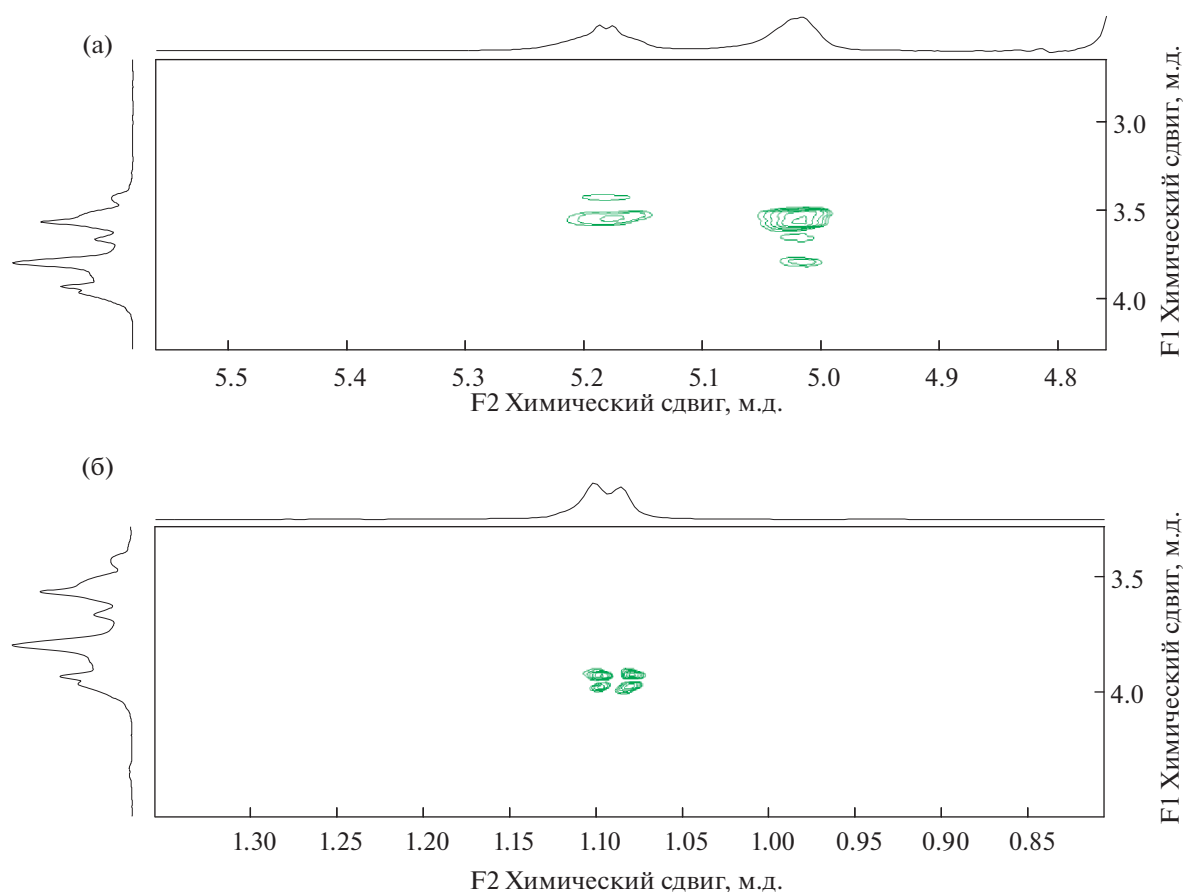 (а)
3.0
3.5
4.0
F1 Химический сдвиг, м.д.
5.5 5.4 5.3 5.2 5.1 5.0 4.9 4.8
F2 Химический сдвиг, м.д.
(б)
3.5
4.0
F1 Химический сдвиг, м.д.
1.30 1.25 1.20 1.15 1.10 1.05 1.00 0.95 0.90 0.85
F2 Химический сдвиг, м.д.